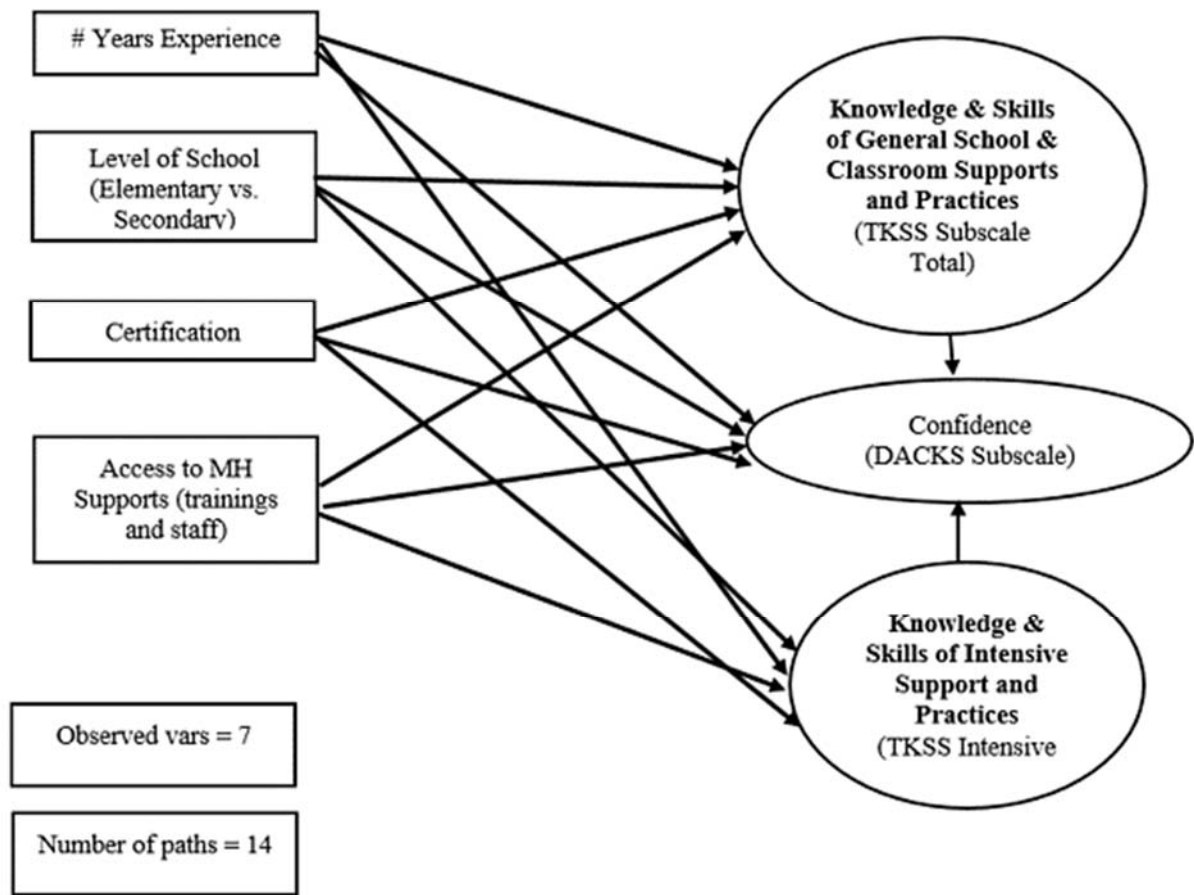 # Years Experience
Level of School
(Elementary vs.
Secondary)
Certification
Access to MH
Supports (trainings
and staff)
Knowledge & Skills
of General School &
Classroom Supports
and Practices
(TKSS Subscale
Total)
Confidence
(DACKS Subscale)
Knowledge &
Skills of Intensive
Support and
Practices
(TKSS Intensive
Observed vars = 7
Number of paths = 14